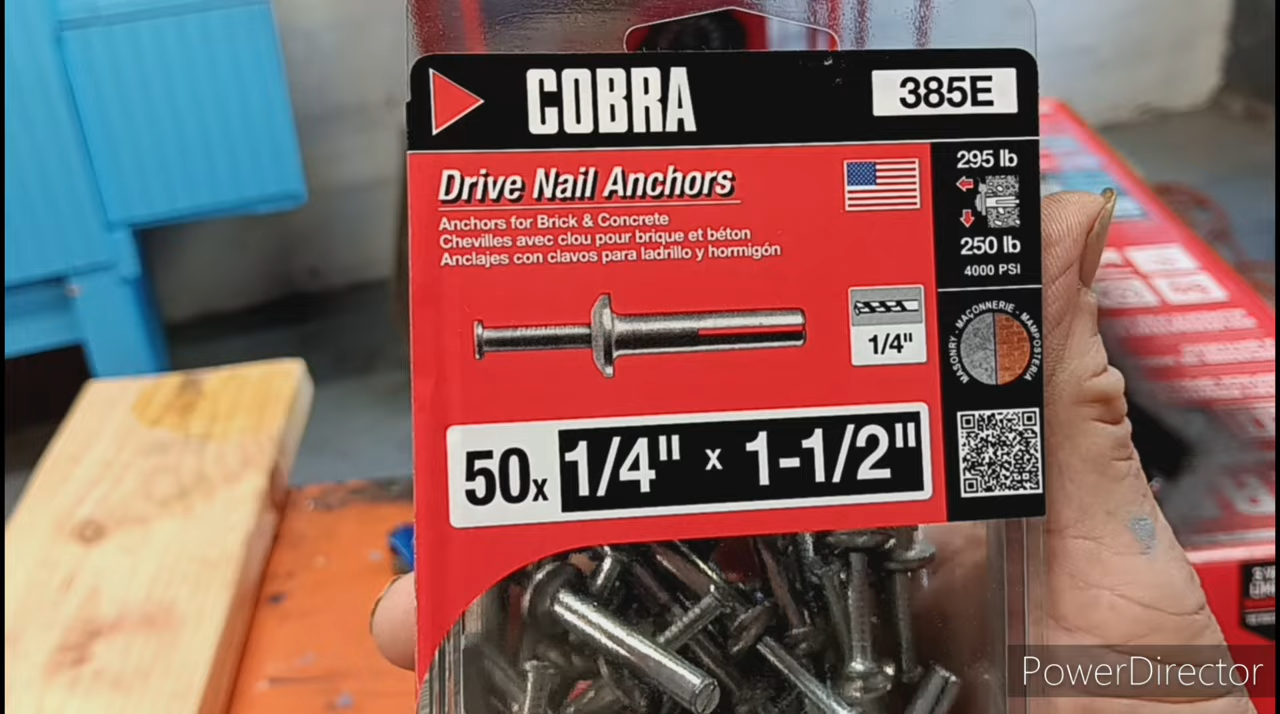 COBRA
385E
Drive Nail Anchors
Anchors for Brick & Concrete
Chevilles avec clou pour brique et béton
Anclajes con clavos para ladrillo y hormigón
295 lb
250 lb
4000 PSI
1/4"
MASONRY - MAÇONNERIE - MAMPOSTERIA
50x 1/4" x 1-1/2"
PowerDirector